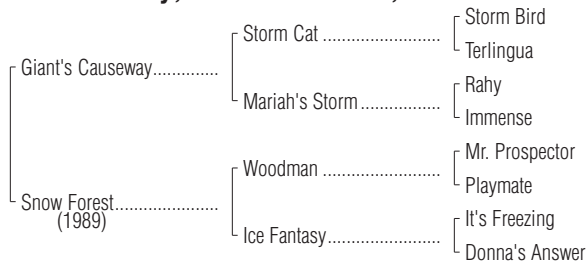 Storm Bird
Storm Cat ........................
Terlingua
Giant's Causeway..............
Rahy
Mariah's Storm .................
Immense
Mr. Prospector
Woodman ........................
Playmate
Snow Forest......................
(1989)
It's Freezing
Ice Fantasy........................
Donna's Answer